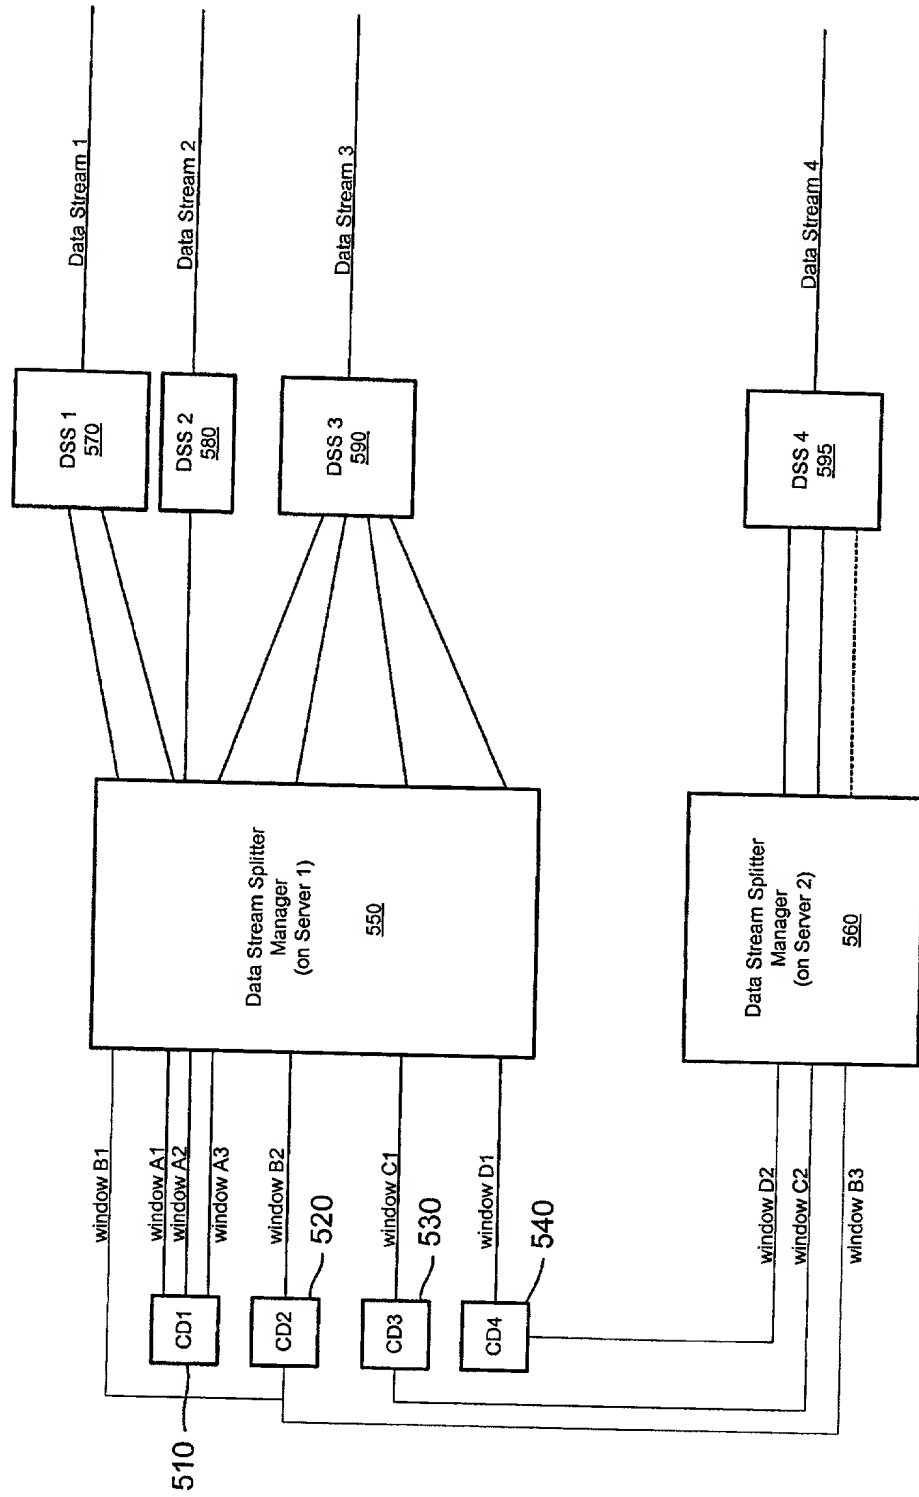 Data Stream 1
Data Stream 2
Data Stream 3
Data Stream 4
DSS 1
570
DSS 2
580
DSS 3
590
DSS 4
595
Data Stream Splitter
Manager
(on Server 1)
550
Data Stream Splitter
Manager
(on Server 2)
560
window B1
window A1
window A2
window A3
window B2
window C1
window D1
window D2
window C2
window B3
CD1
CD2
CD3
CD4
510
520
530
540